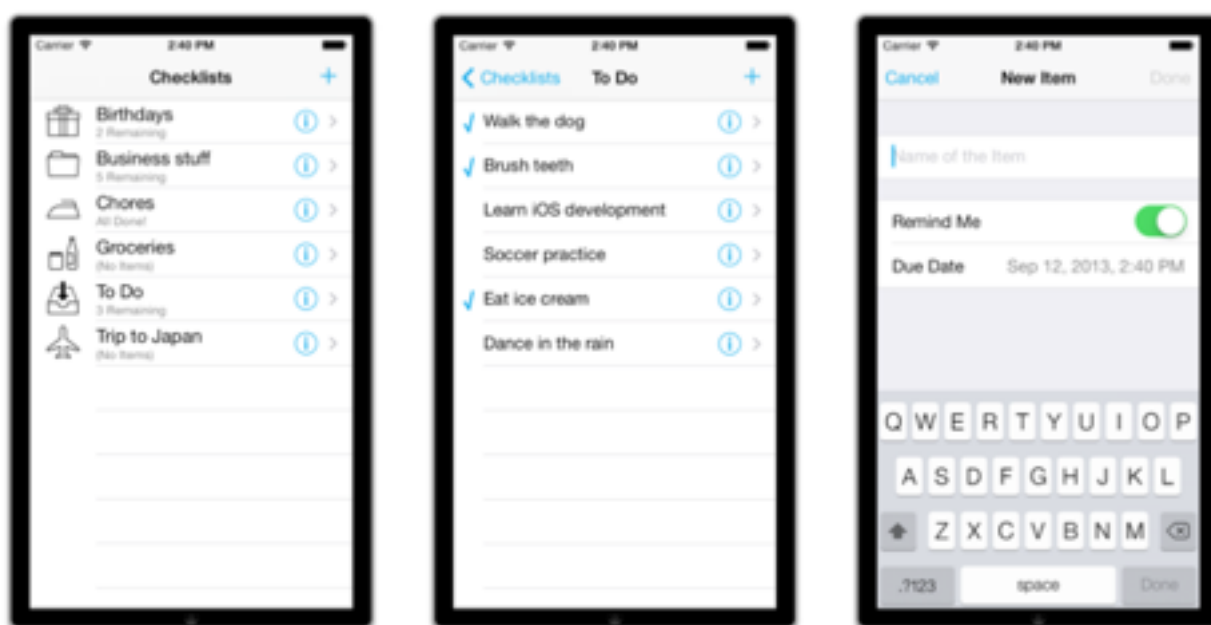 Carrier 2:40 PM
Checklists +
Birthdays
2 Remaining
Business stuff
5 Remaining
Chores
All Done!
Groceries
(No Items)
To Do
3 Remaining
Trip to Japan
(No Items)
Carrier 2:40 PM
Checklists To Do +
Walk the dog
Brush teeth
Learn iOS development
Soccer practice
Eat ice cream
Dance in the rain
Carrier 2:40 PM
Cancel New Item Done
Name of the Item
Remind Me
Due Date Sep 12, 2013, 2:40 PM
Q W E R T Y U I O P
A S D F G H J K L
Z X C V B N M
.?123 space Done